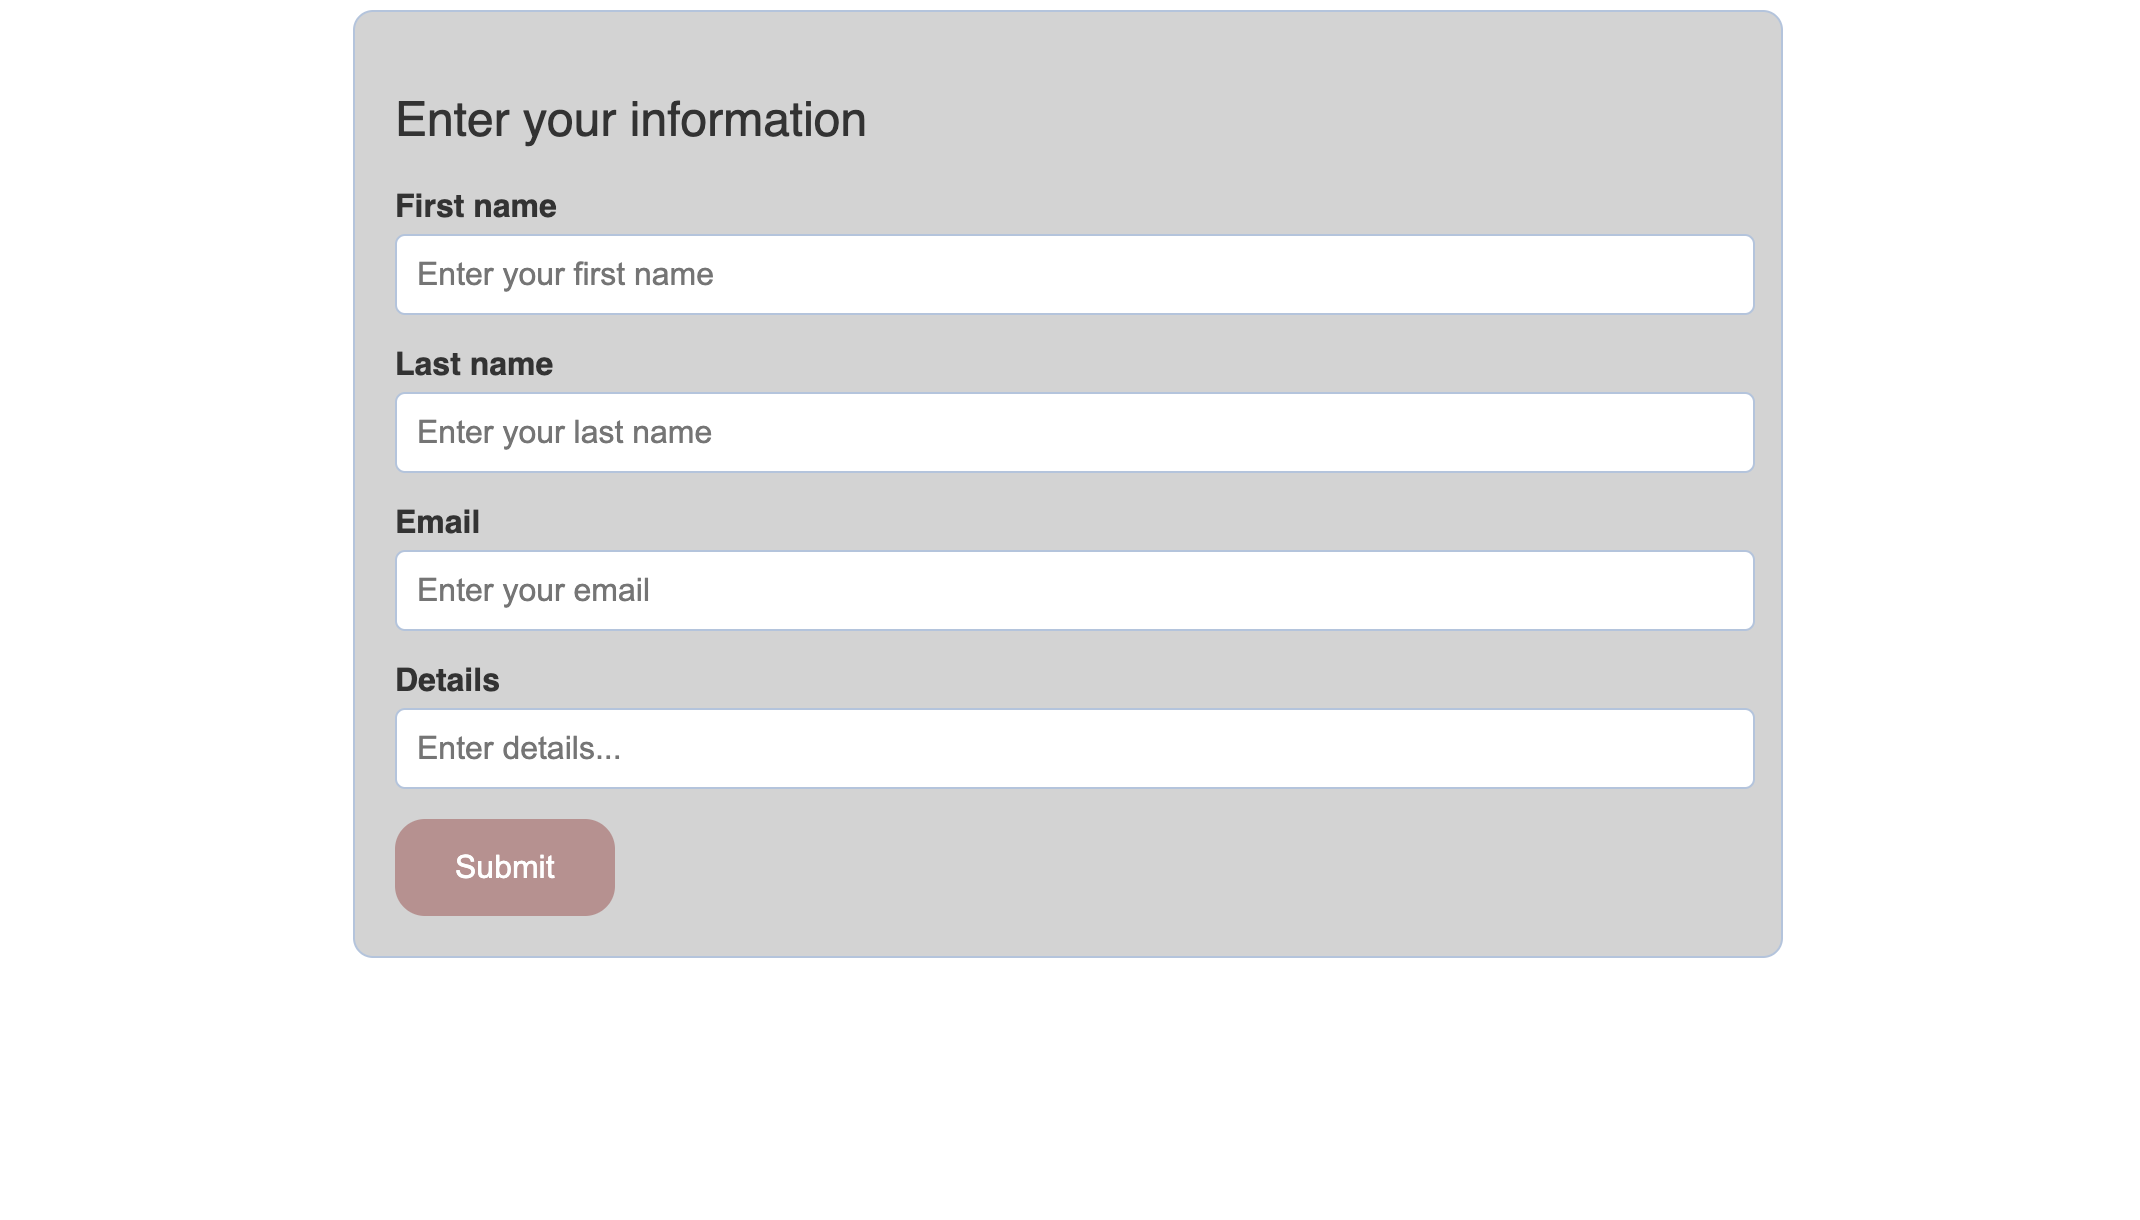 Enter your information
First name
Enter your first name
Last name
Enter your last name
Email
Enter your email
Details
Enter details...
Submit